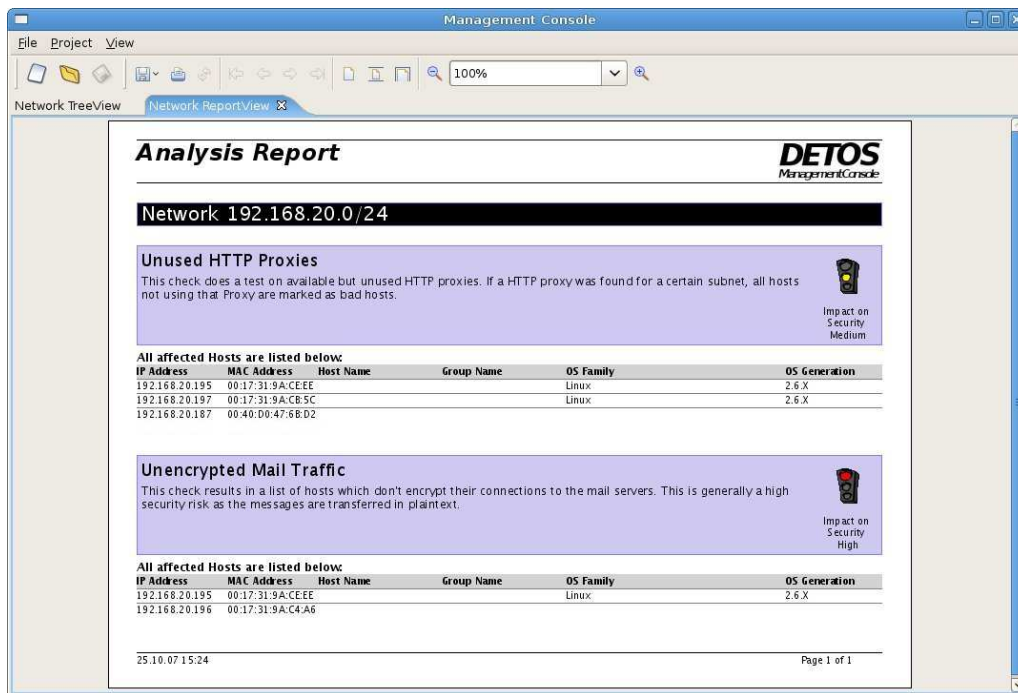 Management Console
File Project View
100%
Network TreeView Network ReportView
Analysis Report
DETOS
ManagementConsole
Network 192.168.20.0/24
Unused HTTP Proxies
This check does a test on available but unused HTTP proxies. If a HTTP proxy was found for a certain subnet, all hosts
not using that Proxy are marked as bad hosts.
Impact on
Security
Medium
All affected Hosts are listed below:
IP Address MAC Address Host Name Group Name OS Family OS Generation
192.168.20.195 00:17:31:9A:CE:EE Linux 2.6.X
192.168.20.197 00:17:31:9A:CB:5C Linux 2.6.X
192.168.20.187 00:40:D0:47:6B:D2
Unencrypted Mail Traffic
This check results in a list of hosts which don't encrypt their connections to the mail servers. This is generally a high
security risk as the messages are transferred in plaintext.
Impact on
Security
High
All affected Hosts are listed below:
IP Address MAC Address Host Name Group Name OS Family OS Generation
192.168.20.195 00:17:31:9A:CE:EE Linux 2.6.X
192.168.20.196 00:17:31:9A:C4:A6
25.10.07 15:24 Page 1 of 1